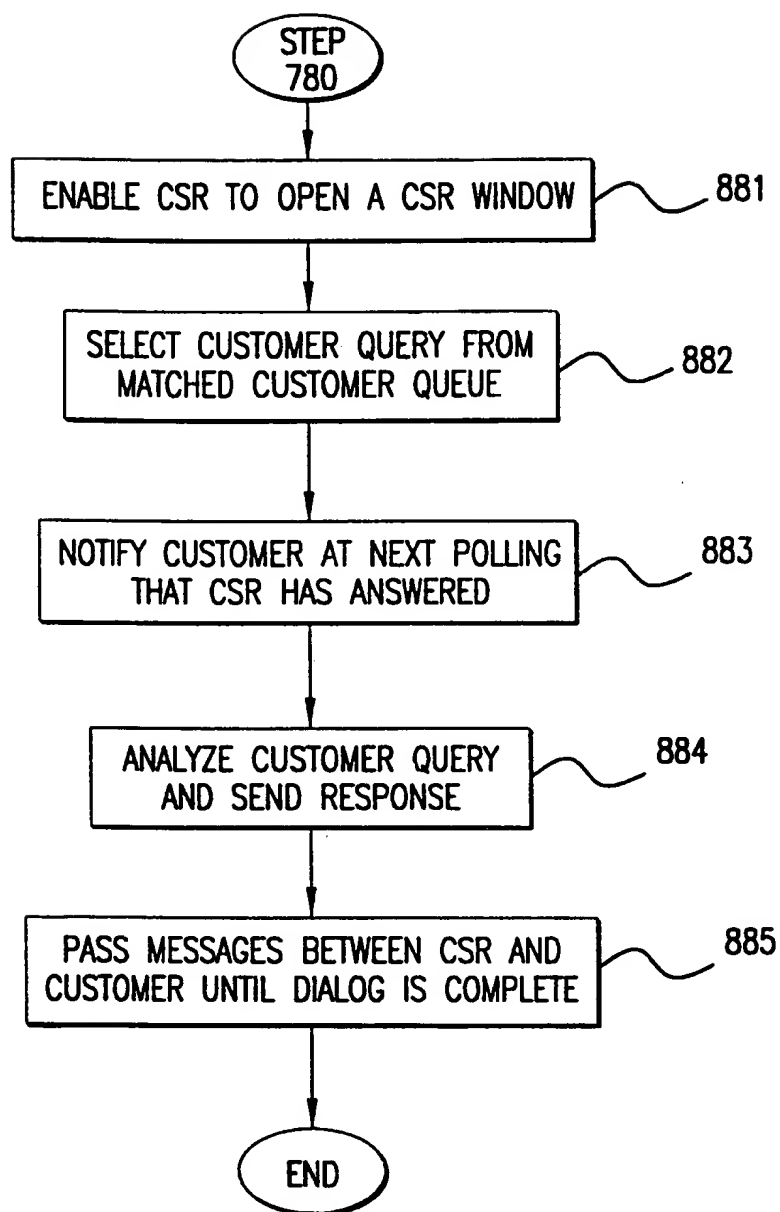 STEP
780
ENABLE CSR TO OPEN A CSR WINDOW
881
SELECT CUSTOMER QUERY FROM
MATCHED CUSTOMER QUEUE
882
NOTIFY CUSTOMER AT NEXT POLLING
THAT CSR HAS ANSWERED
883
ANALYZE CUSTOMER QUERY
AND SEND RESPONSE
884
PASS MESSAGES BETWEEN CSR AND
CUSTOMER UNTIL DIALOG IS COMPLETE
885
END